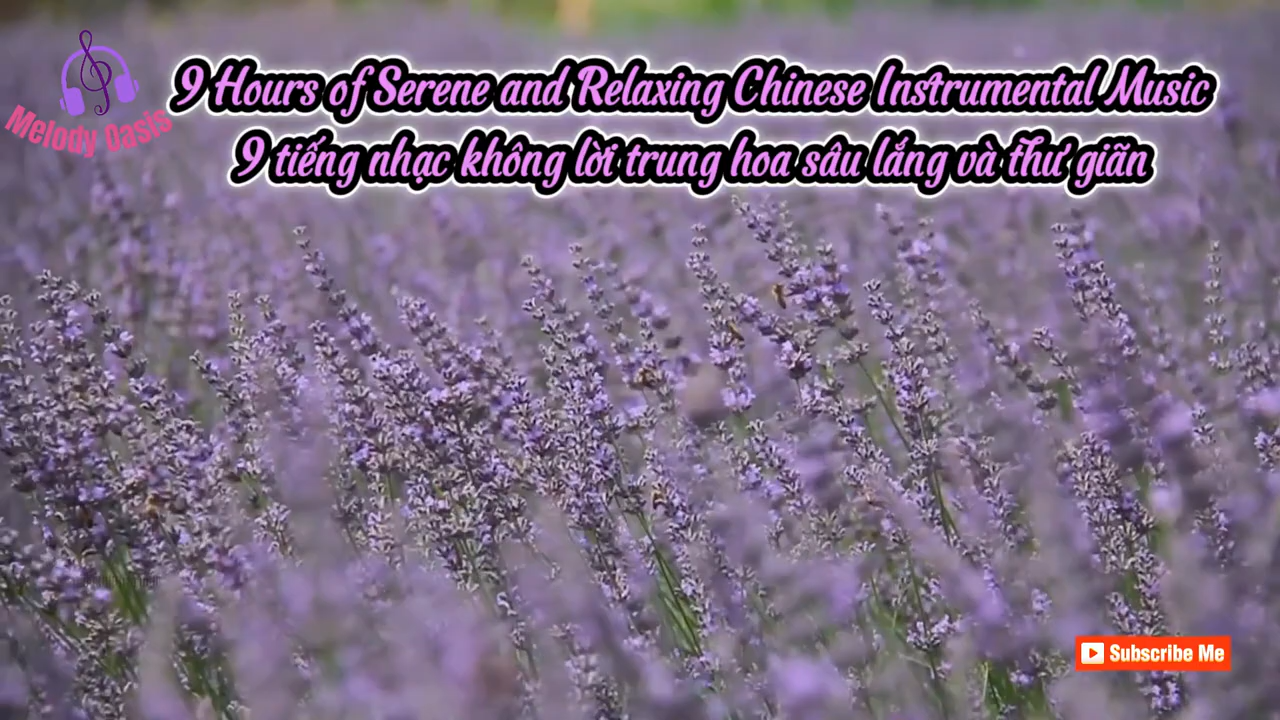 Melody Oasis
9 Hours of Serene and Relaxing Chinese Instrumental Music
9 tiếng nhạc không lời trung hoa sâu lắng và thư giãn
Subscribe Me